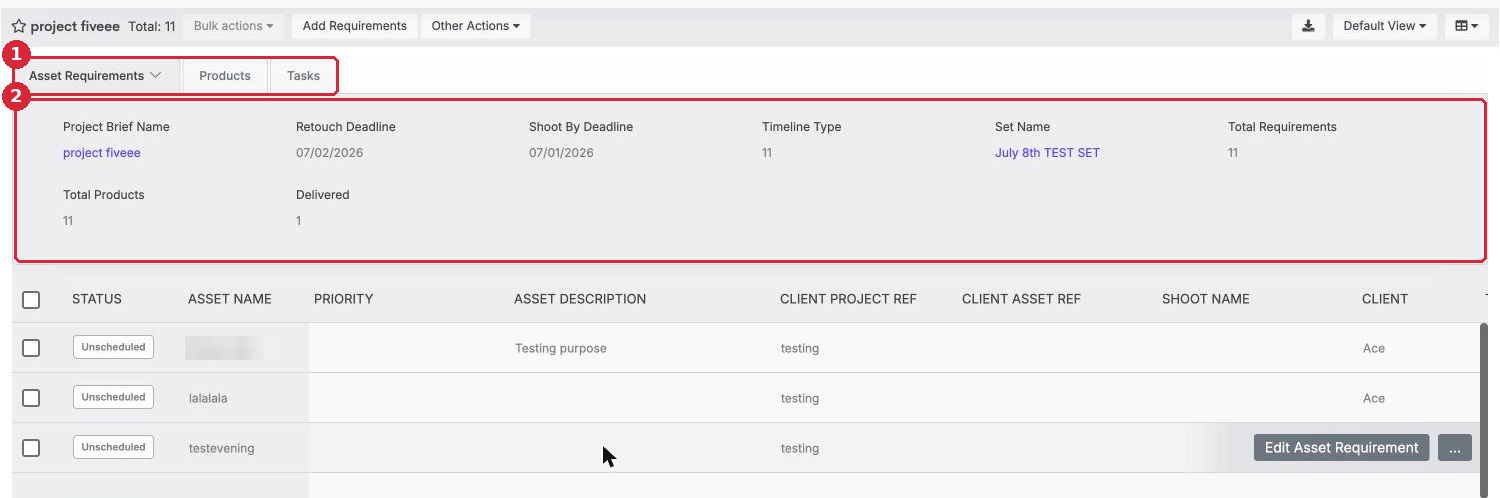 project fiveee Total: 11 Bulk actions Add Requirements Other Actions Default View
1
Asset Requirements Products Tasks
2
Project Brief Name Retouch Deadline Shoot By Deadline Timeline Type Set Name Total Requirements
project fiveee 07/02/2026 07/01/2026 11 July 8th TEST SET 11
Total Products Delivered
11 1
STATUS ASSET NAME PRIORITY ASSET DESCRIPTION CLIENT PROJECT REF CLIENT ASSET REF SHOOT NAME CLIENT
Unscheduled Testing purpose testing Ace
Unscheduled lalalala testing Ace
Unscheduled testevening testing Edit Asset Requirement ...